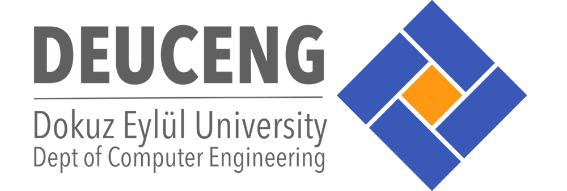 DEUCENG
Dokuz Eylül University
Dept of Computer Engineering